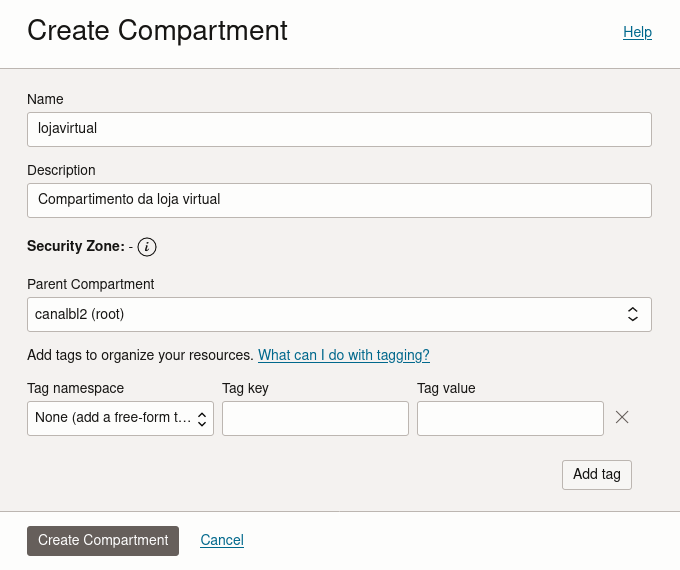 Create Compartment
Help
Name
lojavirtual
Description
Compartimento da loja virtual
Security Zone: - i
Parent Compartment
canalbl2 (root)
Add tags to organize your resources. What can I do with tagging?
Tag namespace Tag key Tag value
None (add a free-form t...
Add tag
Create Compartment Cancel